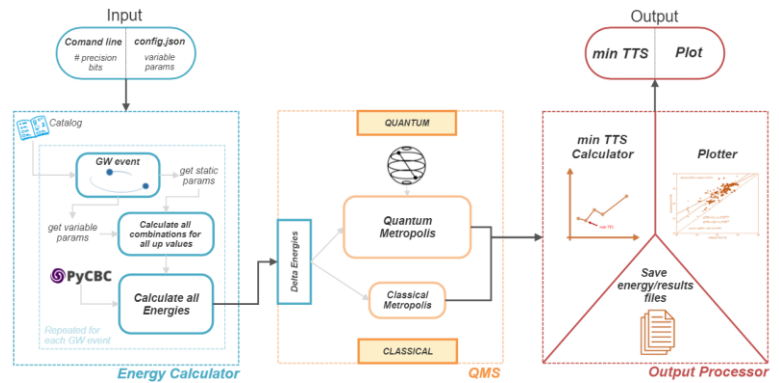 Input
Comand line
# precision
bits
config.json
variable
params
Output
min TTS
Plot
Catalog
GW event
get static
params
get variable
params
Calculate all
combinations for
all up values
PyCBC
Calculate all
Energies
Repeated for
each GW event
Energy Calculator
Delta Energies
QUANTUM
Quantum
Metropolis
Classical
Metropolis
CLASSICAL
QMS
min TTS
Calculator
min TTS
Plotter
Save
energy/results
files
Output Processor